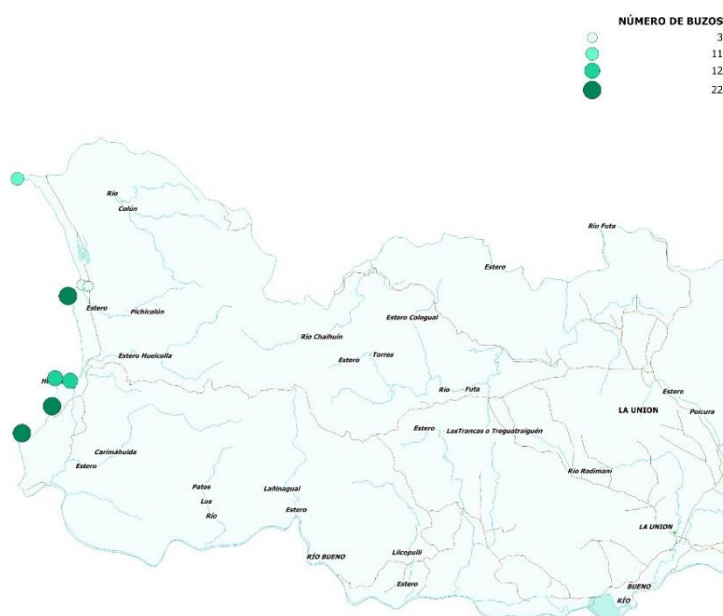 NÚMERO DE BUZOS
3
11
12
22
Río
Colún
Río Futa
Estero
Estero
Pichicolún
Estero Colegual
Río Chaihuín
Estero
Torres
Estero Hueicolla
Río
Futa
Estero
Poicura
LA UNION
Estero
LasTrancas o Treguatraiguén
Carimáhuida
Estero
Río Radimani
Patos
Los
Río
Lañinagual
Estero
LA UNION
RÍO BUENO
Lilcopulli
Estero
BUENO
RÍO